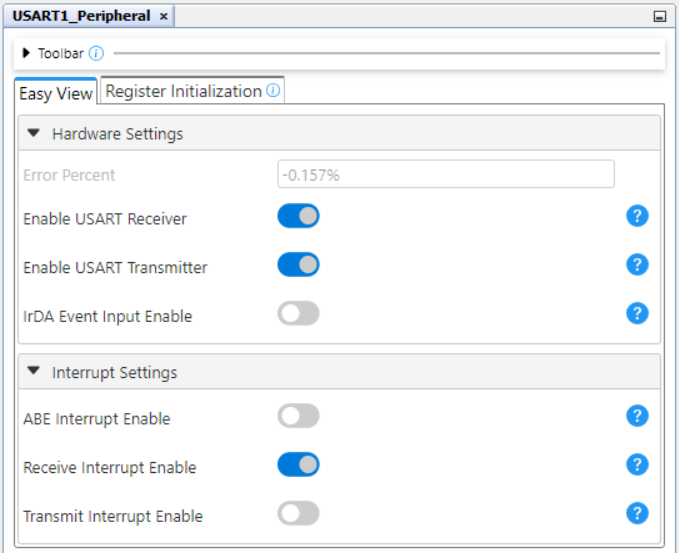 USART1_Peripheral ×
Toolbar
Easy View
Register Initialization
Hardware Settings
Error Percent -0.157%
Enable USART Receiver
Enable USART Transmitter
IrDA Event Input Enable
Interrupt Settings
ABE Interrupt Enable
Receive Interrupt Enable
Transmit Interrupt Enable